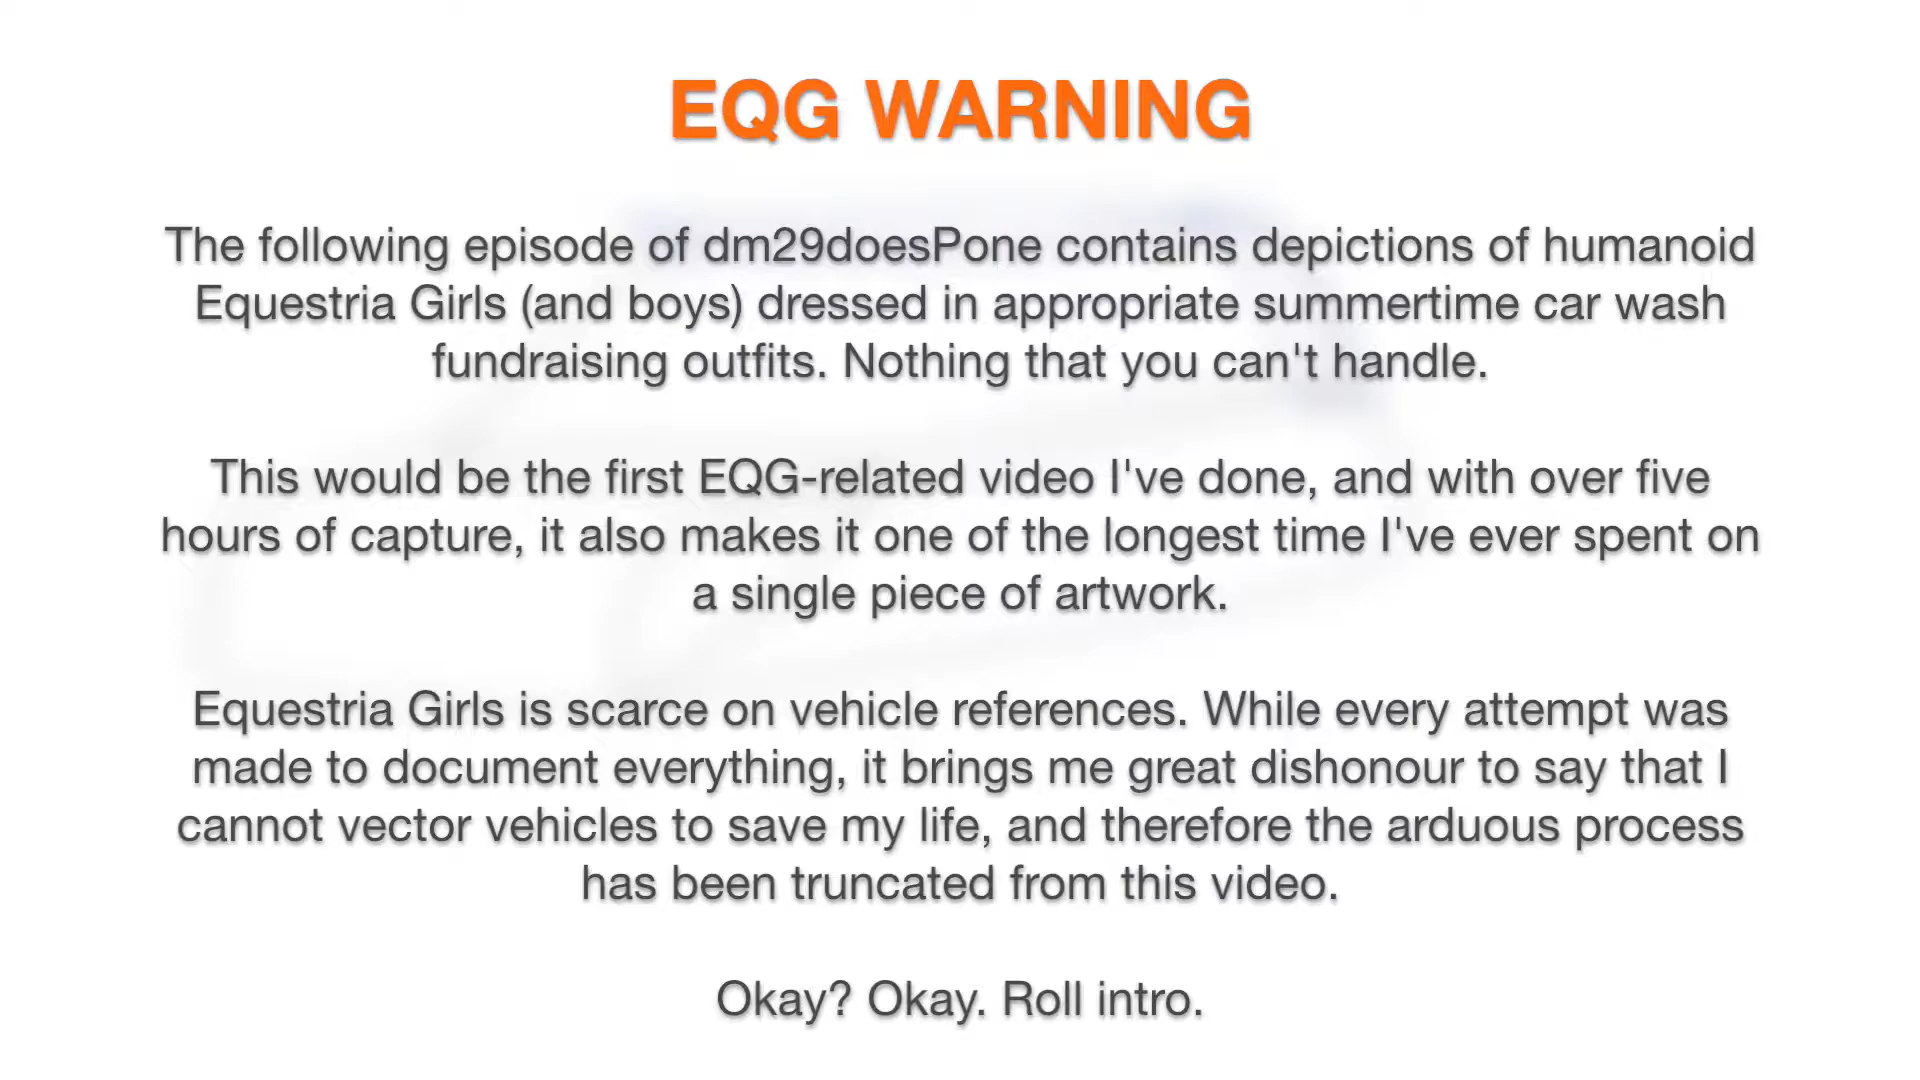 EQG WARNING
The following episode of dm29doesPone contains depictions of humanoid
Equestria Girls (and boys) dressed in appropriate summertime car wash
fundraising outfits. Nothing that you can't handle.
This would be the first EQG-related video I've done, and with over five
hours of capture, it also makes it one of the longest time I've ever spent on
a single piece of artwork.
Equestria Girls is scarce on vehicle references. While every attempt was
made to document everything, it brings me great dishonour to say that I
cannot vector vehicles to save my life, and therefore the arduous process
has been truncated from this video.
Okay? Okay. Roll intro.